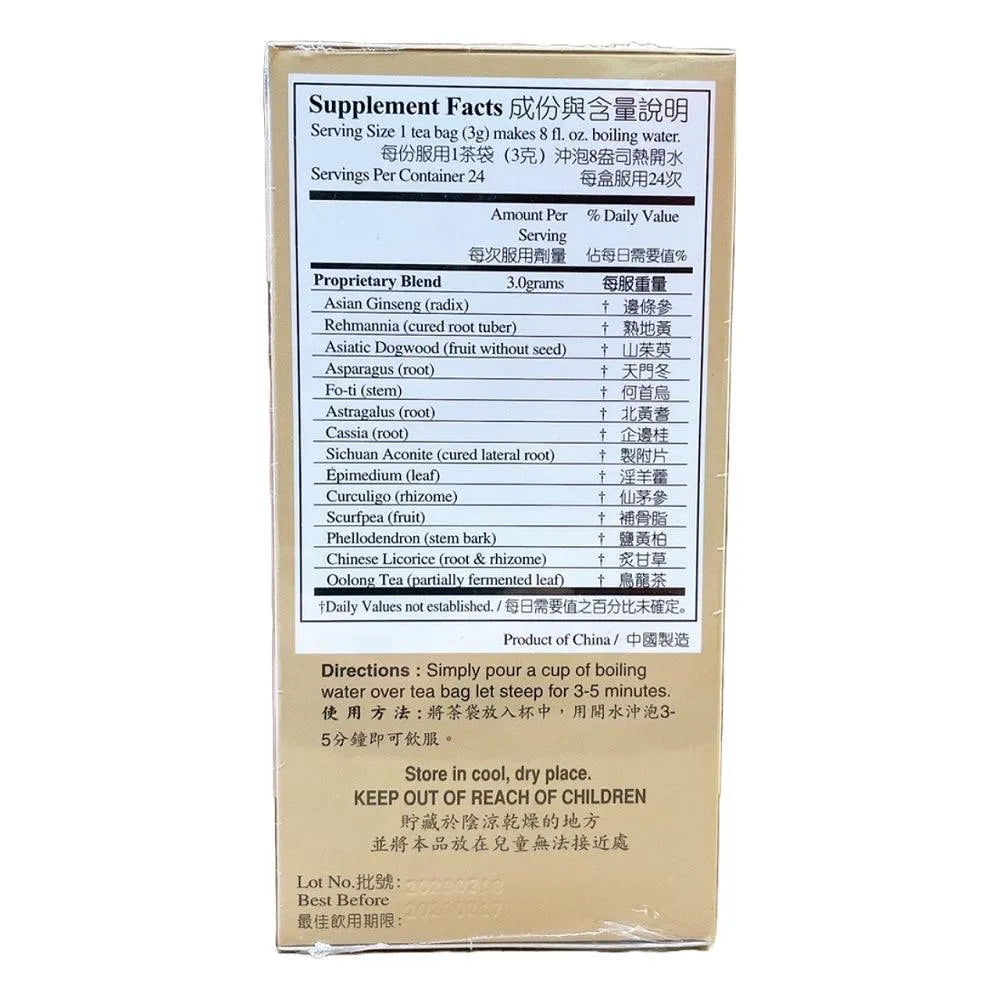 Supplement Facts 成份與含量說明
Serving Size 1 tea bag (3g) makes 8 fl. oz. boiling water.
每份服用1茶袋 (3克) 沖泡8盎司熱開水
Servings Per Container 24 每盒服用24次
Amount Per Serving % Daily Value
每次服用劑量 佔每日需要值%
Proprietary Blend 3.0grams 每服重量
Asian Ginseng (radix) † 邊條參
Rehmannia (cured root tuber) † 熟地黃
Asiatic Dogwood (fruit without seed) † 山茱萸
Asparagus (root) † 天門冬
Fo-ti (stem) † 何首烏
Astragalus (root) † 北黃耆
Cassia (root) † 企邊桂
Sichuan Aconite (cured lateral root) † 製附片
Epimedium (leaf) † 淫羊藿
Curculigo (rhizome) † 仙茅參
Scurfpea (fruit) † 補骨脂
Phellodendron (stem bark) † 鹽黃柏
Chinese Licorice (root & rhizome) † 炙甘草
Oolong Tea (partially fermented leaf) † 烏龍茶
†Daily Values not established. / 每日需要值之百分比未確定。
Product of China / 中國製造
Directions : Simply pour a cup of boiling
water over tea bag let steep for 3-5 minutes.
使用方法:將茶袋放入杯中,用開水沖泡3-
5分鐘即可飲服。
Store in cool, dry place.
KEEP OUT OF REACH OF CHILDREN
貯藏於陰涼乾燥的地方
並將本品放在兒童無法接近處
Lot No.批號:
Best Before
最佳飲用期限: